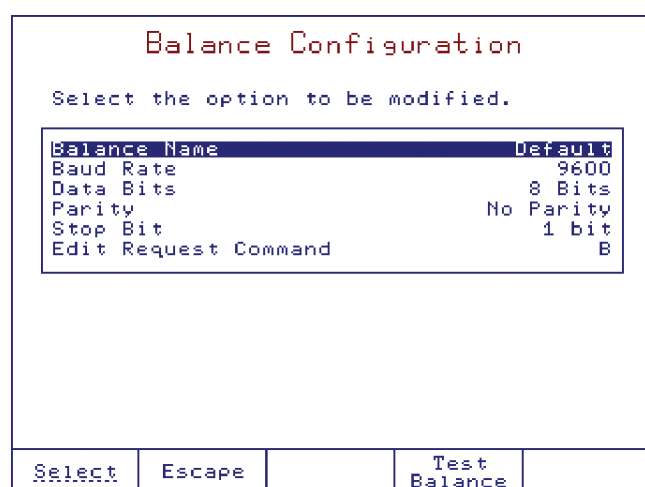 Balance Configuration
Select the option to be modified.
Balance Name Default
Baud Rate 9600
Data Bits 8 Bits
Parity No Parity
Stop Bit 1 bit
Edit Request Command B
Select Escape Test Balance